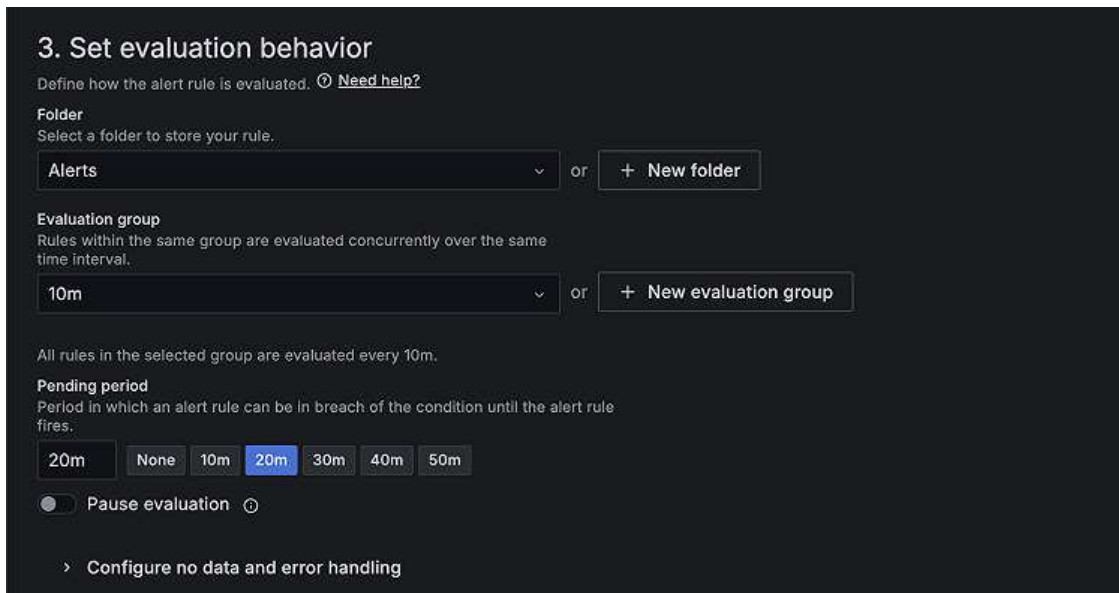 3. Set evaluation behavior
Define how the alert rule is evaluated. Need help?
Folder
Select a folder to store your rule.
Alerts or + New folder
Evaluation group
Rules within the same group are evaluated concurrently over the same
time interval.
10m or + New evaluation group
All rules in the selected group are evaluated every 10m.
Pending period
Period in which an alert rule can be in breach of the condition until the alert rule
fires.
20m None 10m 20m 30m 40m 50m
Pause evaluation
Configure no data and error handling